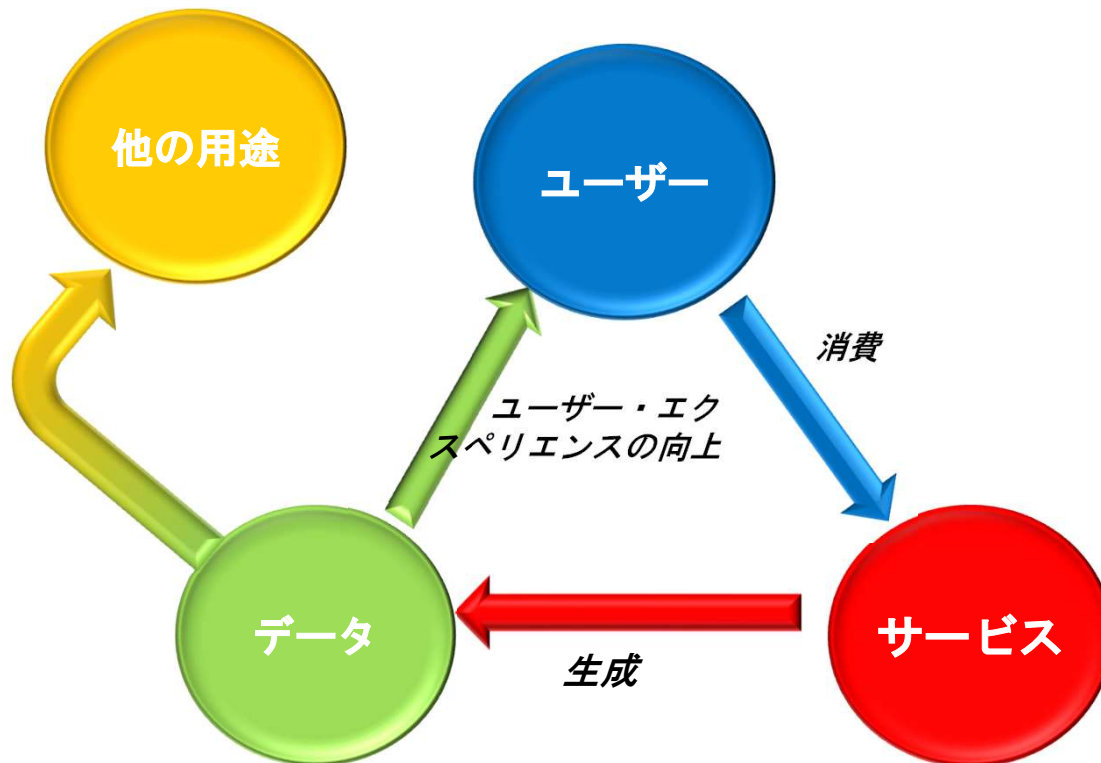 他の用途
ユーザー
消費
ユーザー・エク
スペリエンスの向上
データ
サービス
生成